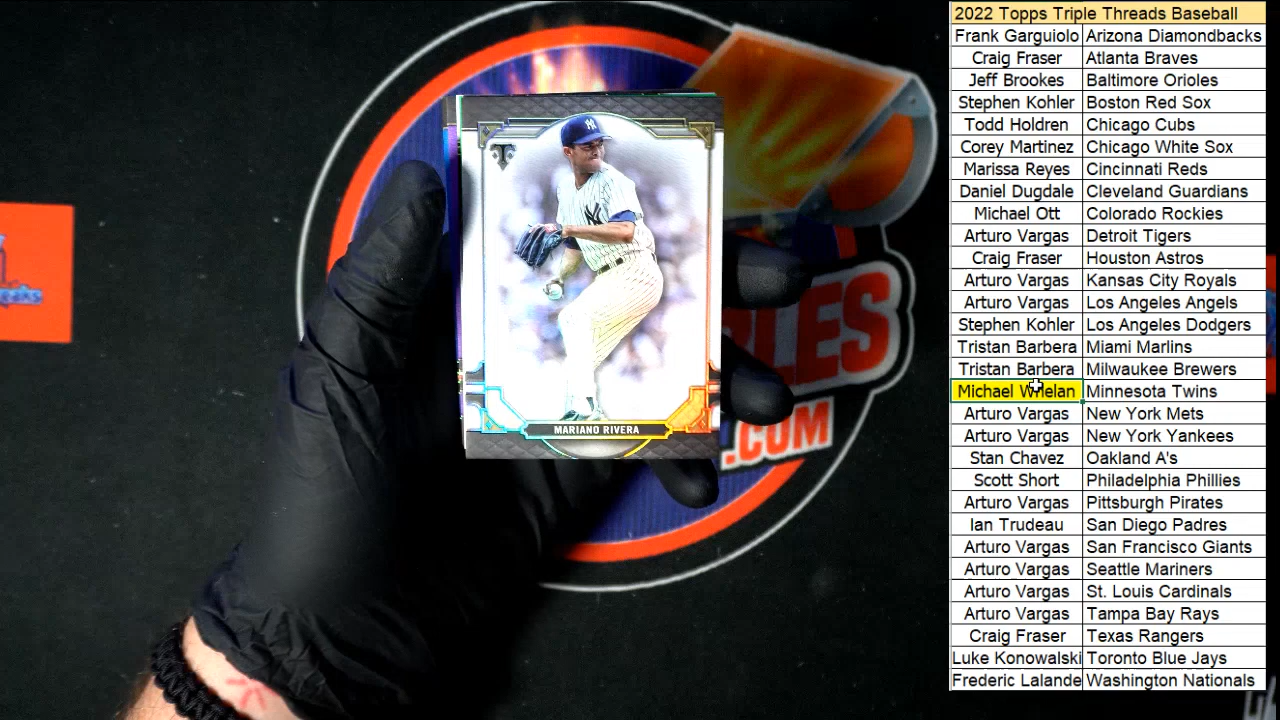 2022 Topps Triple Threads Baseball
Frank Garguiolo Arizona Diamondbacks
Craig Fraser Atlanta Braves
Jeff Brookes Baltimore Orioles
Stephen Kohler Boston Red Sox
Todd Holdren Chicago Cubs
Corey Martinez Chicago White Sox
Marissa Reyes Cincinnati Reds
Daniel Dugdale Cleveland Guardians
Michael Ott Colorado Rockies
Arturo Vargas Detroit Tigers
Craig Fraser Houston Astros
Arturo Vargas Kansas City Royals
Arturo Vargas Los Angeles Angels
Stephen Kohler Los Angeles Dodgers
Tristan Barbera Miami Marlins
Tristan Barbera Milwaukee Brewers
Michael Whelan Minnesota Twins
Arturo Vargas New York Mets
Arturo Vargas New York Yankees
Stan Chavez Oakland A's
Scott Short Philadelphia Phillies
Arturo Vargas Pittsburgh Pirates
Ian Trudeau San Diego Padres
Arturo Vargas San Francisco Giants
Arturo Vargas Seattle Mariners
Arturo Vargas St. Louis Cardinals
Arturo Vargas Tampa Bay Rays
Craig Fraser Texas Rangers
Luke Konowalski Toronto Blue Jays
Frederic Lalande Washington Nationals
MARIANO RIVERA
.COM